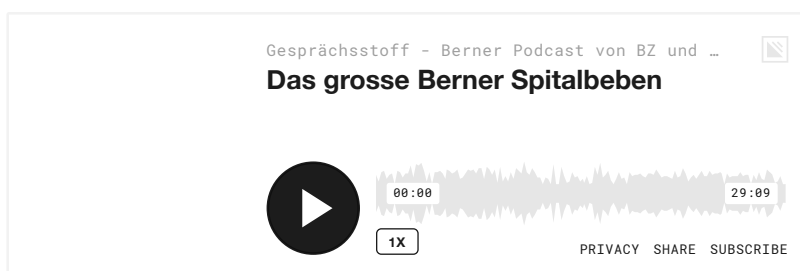 Gesprächsstoff - Berner Podcast von BZ und …
Das grosse Berner Spitalbeben
00:00
29:09
1X
PRIVACY SHARE SUBSCRIBE